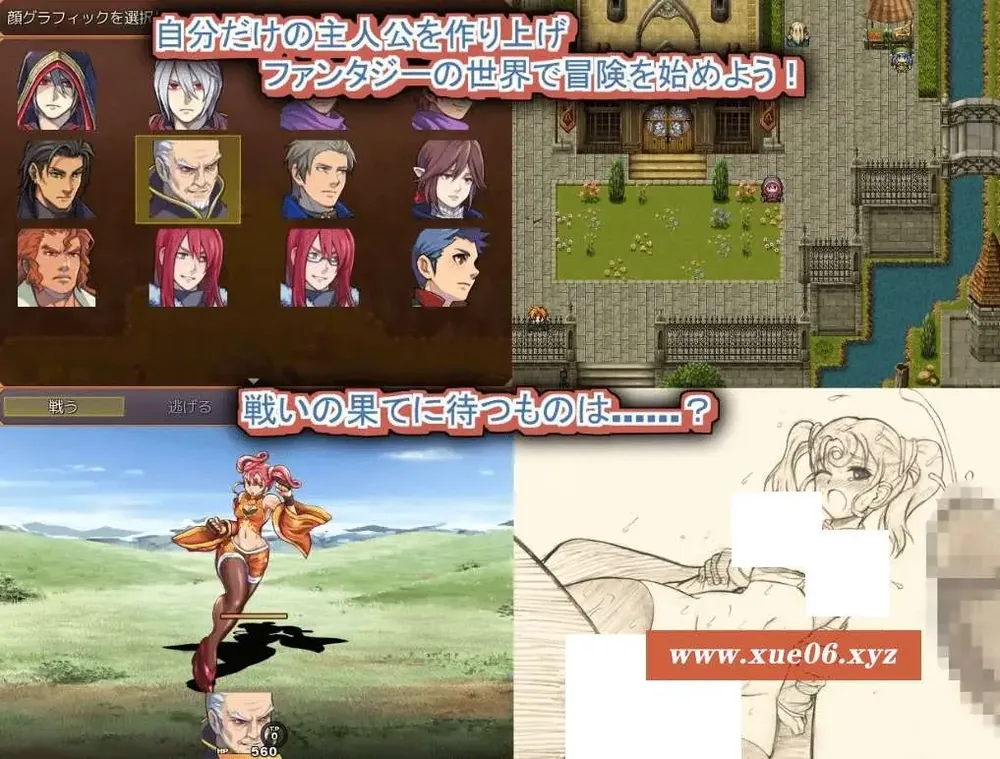 顔グラフィックを選択
自分だけの主人公を作り上げ
ファンタジーの世界で冒険を始めよう！
戦う
逃げる
戦いの果てに待つものは……？
www.xue06.xyz
TP
0
HP
560